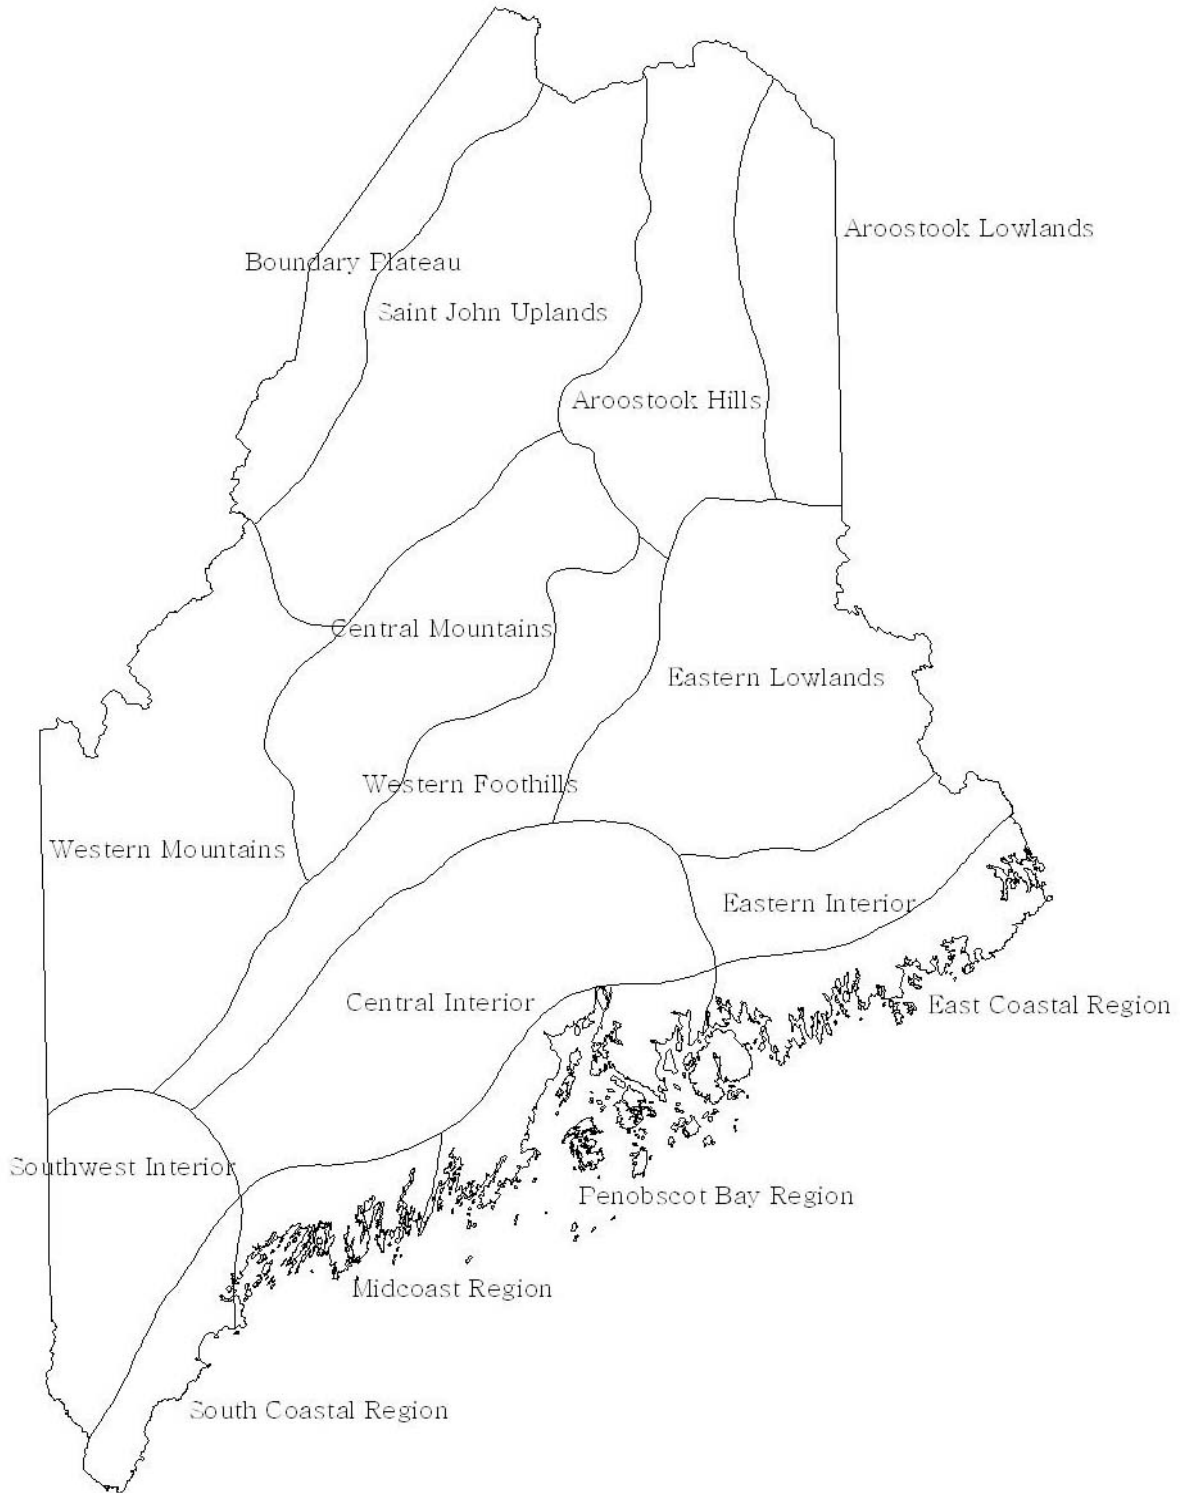 Aroostook Lowlands
Boundary Plateau
Saint John Uplands
Aroostook Hills
Central Mountains
Eastern Lowlands
Western Foothills
Western Mountains
Eastern Interior
Central Interior
East Coastal Region
Southwest Interior
Penobscot Bay Region
Midcoast Region
South Coastal Region